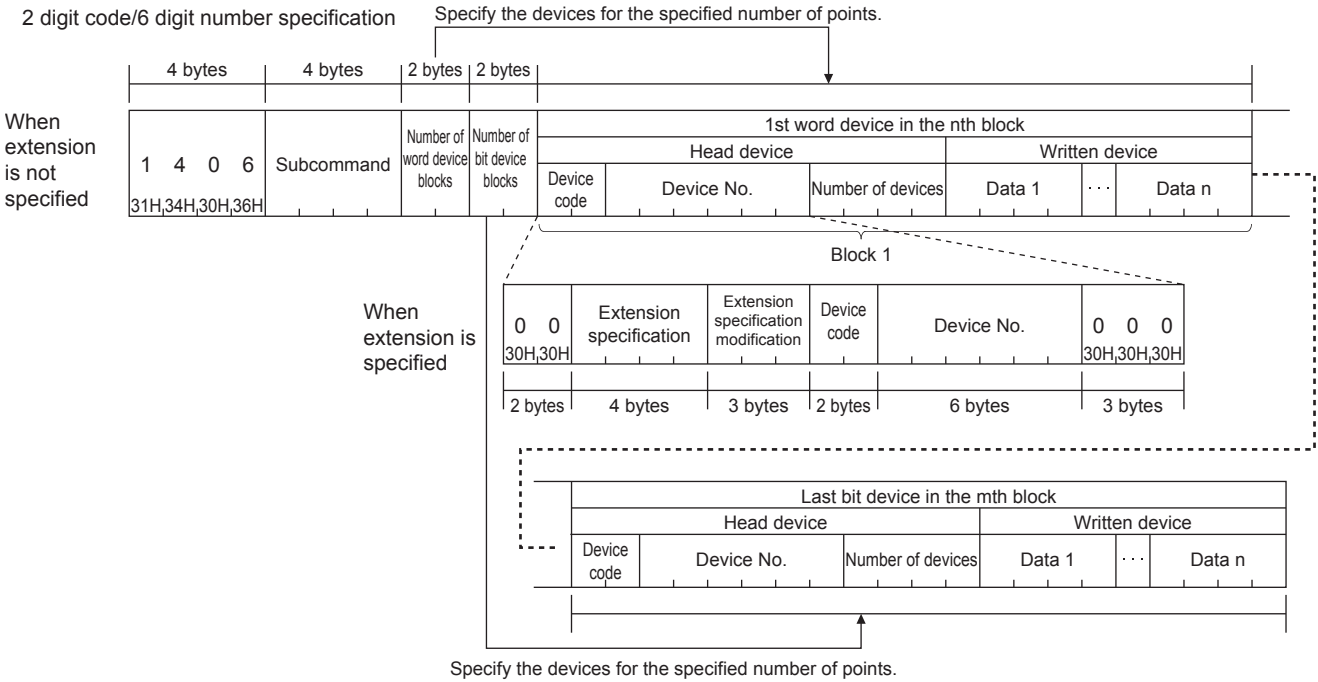 2 digit code/6 digit number specification
Specify the devices for the specified number of points.
4 bytes 4 bytes 2 bytes 2 bytes
When
extension
is not
specified
1 4 0 6
31H,34H,30H,36H
Subcommand
Number of
word device
blocks
Number of
bit device
blocks
1st word device in the nth block
Head device Written device
Device
code
Device No.
Number of devices
Data 1 ··· Data n
Block 1
When
extension is
specified
0 0
30H,30H
Extension
specification
Extension
specification
modification
Device
code
Device No.
0 0 0
30H,30H,30H
2 bytes 4 bytes 3 bytes 2 bytes 6 bytes 3 bytes
Last bit device in the mth block
Head device Written device
Device
code
Device No.
Number of devices
Data 1 ··· Data n
Specify the devices for the specified number of points.